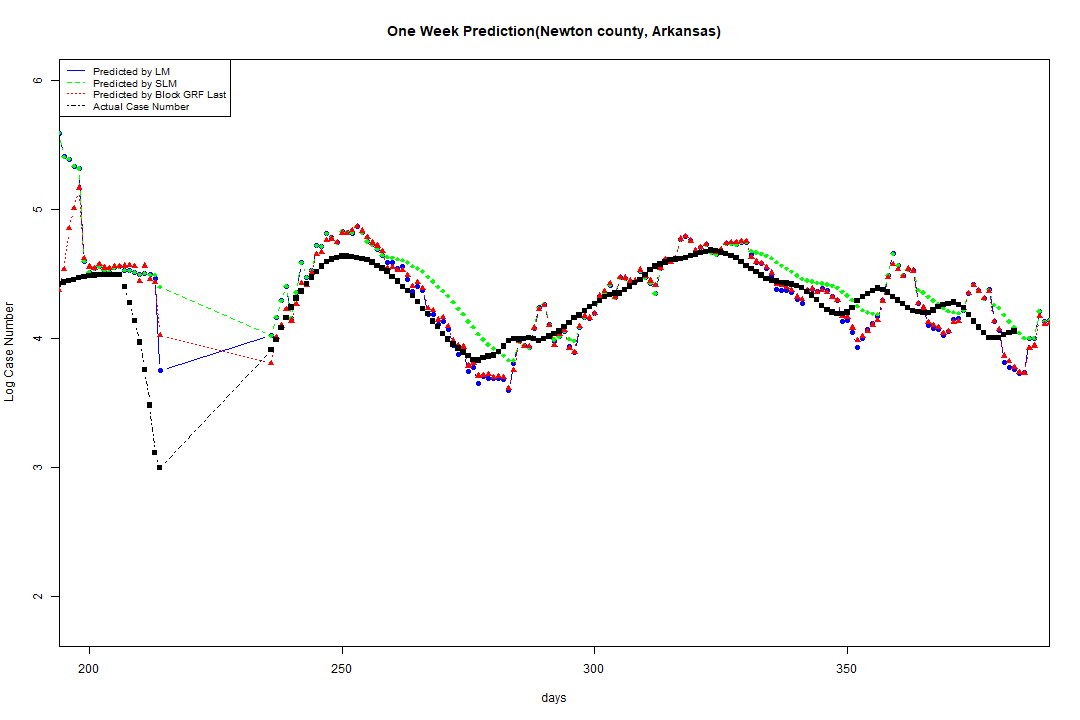 One Week Prediction(Newton county, Arkansas)
Predicted by LM
Predicted by SLM
Predicted by Block GRF Last
Actual Case Number
6
5
4
3
2
Log Case Number
200
250
300
350
days